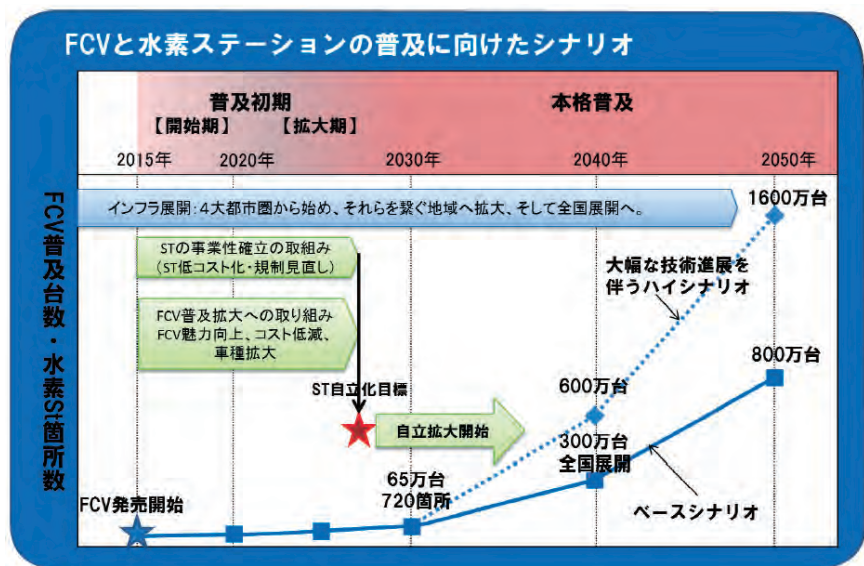 FCVと水素ステーションの普及に向けたシナリオ
普及初期
本格普及
【開始期】
【拡大期】
2015年
2020年
2030年
2040年
2050年
FCV普及台数・水素St箇所数
インフラ展開：４大都市圏から始め、それらを繋ぐ地域へ拡大、そして全国展開へ。
1600万台
STの事業性確立の取組み
（ST低コスト化・規制見直し）
大幅な技術進展を
伴うハイシナリオ
FCV普及拡大への取り組み
FCV魅力向上、コスト低減、
車種拡大
800万台
ST自立化目標
600万台
自立拡大開始
300万台
全国展開
65万台
720箇所
FCV発売開始
ベースシナリオ